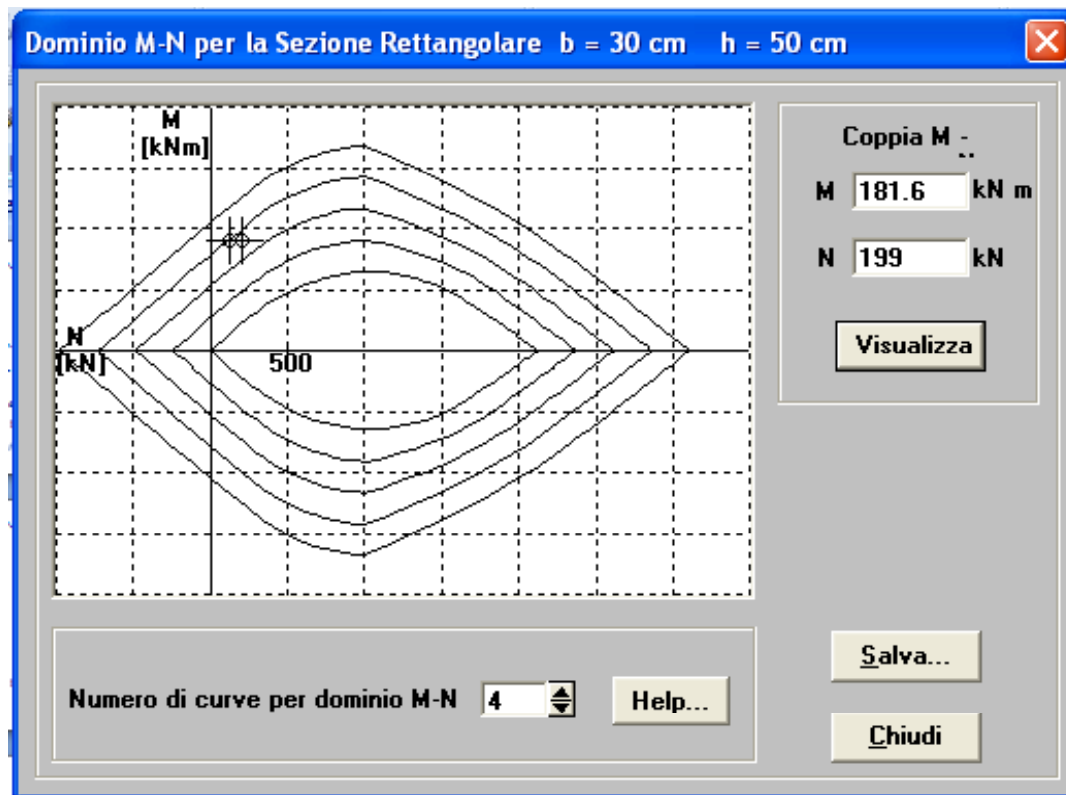 Dominio M-N per la Sezione Rettangolare b = 30 cm h = 50 cm
M
[kNm]
N
[kN]
500
Coppia M -
M 181.6 kN m
N 199 kN
Visualizza
Numero di curve per dominio M-N 4 Help...
Salva...
Chiudi